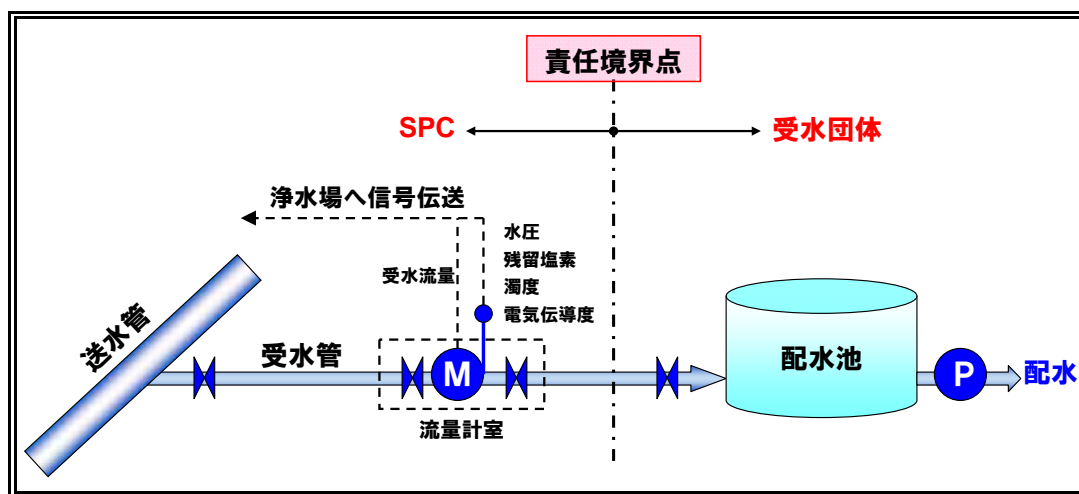 責任境界点
SPC
受水団体
浄水場へ信号伝送
水圧
残留塩素
濁度
電気伝導度
受水流量
送水管
受水管
M
流量計室
配水池
P
配水